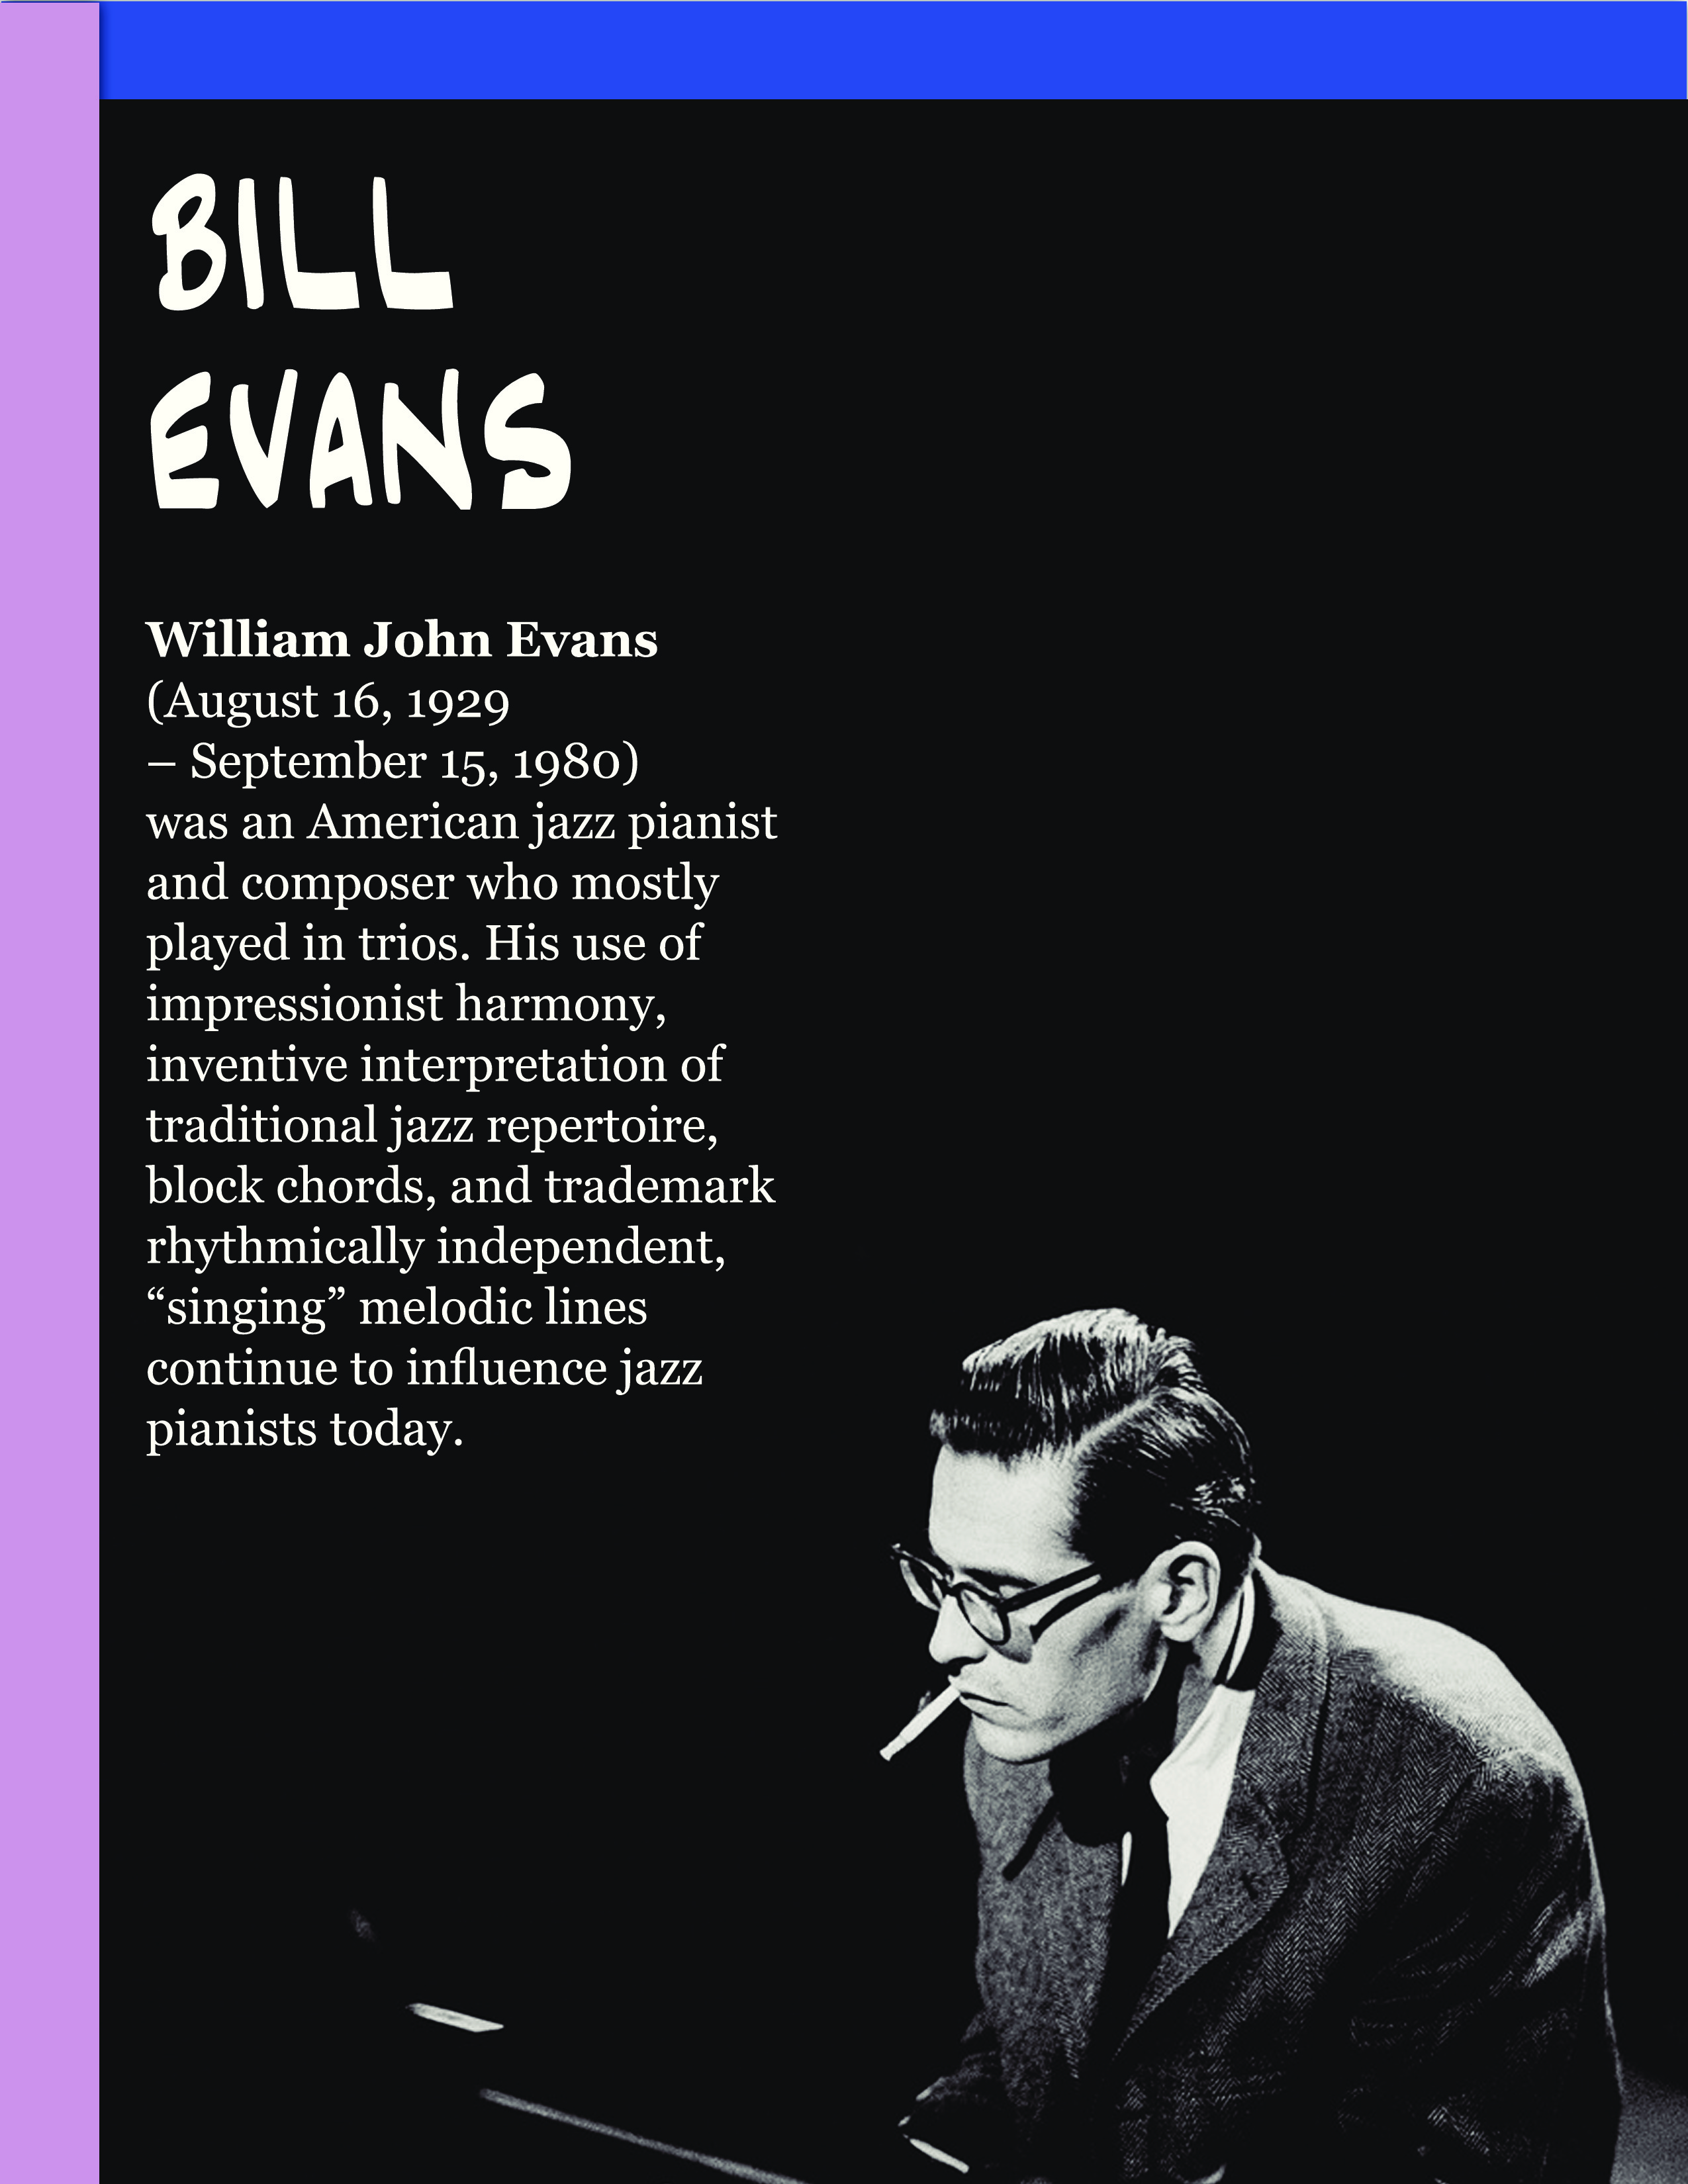 BILL
EVANS
William John Evans
(August 16, 1929
– September 15, 1980)
was an American jazz pianist
and composer who mostly
played in trios. His use of
impressionist harmony,
inventive interpretation of
traditional jazz repertoire,
block chords, and trademark
rhythmically independent,
“singing” melodic lines
continue to influence jazz
pianists today.